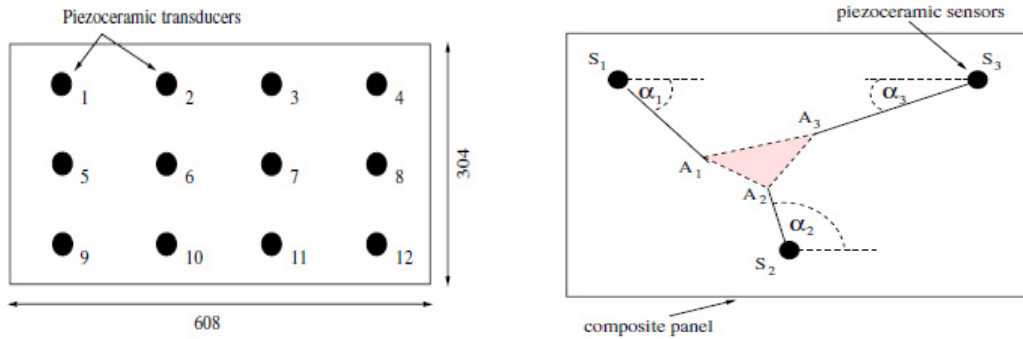 Piezoceramic transducers
1 2 3 4
5 6 7 8
9 10 11 12
304
608
piezoceramic sensors
S1 S3
α1 α3
A3
A1
A2
α2
S2
composite panel